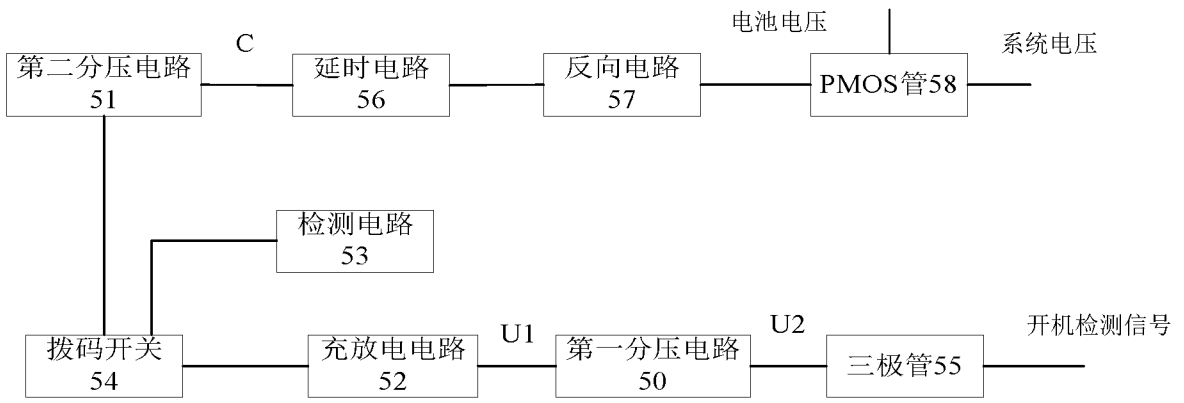 电池电压
系统电压
C
第二分压电路
51
延时电路
56
反向电路
57
PMOS管58
检测电路
53
拨码开关
54
充放电电路
52
U1
第一分压电路
50
U2
三极管55
开机检测信号